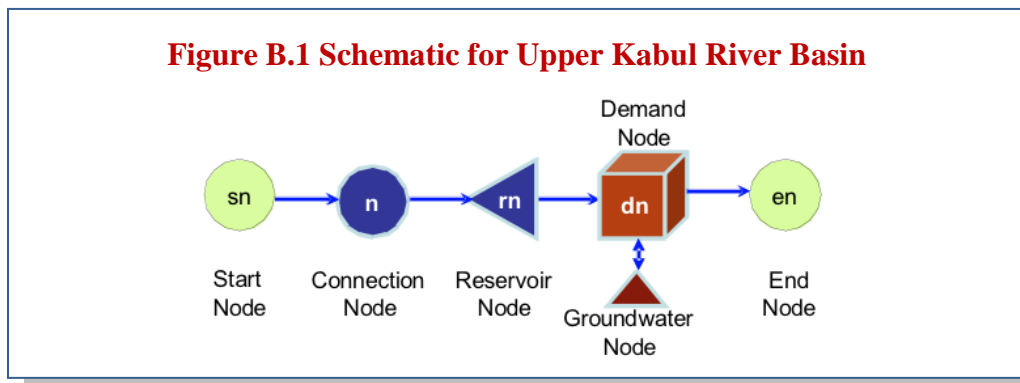 Figure B.1 Schematic for Upper Kabul River Basin
Demand
Node
sn
n
rn
dn
en
Start
Node
Connection
Node
Reservoir
Node
Groundwater
Node
End
Node